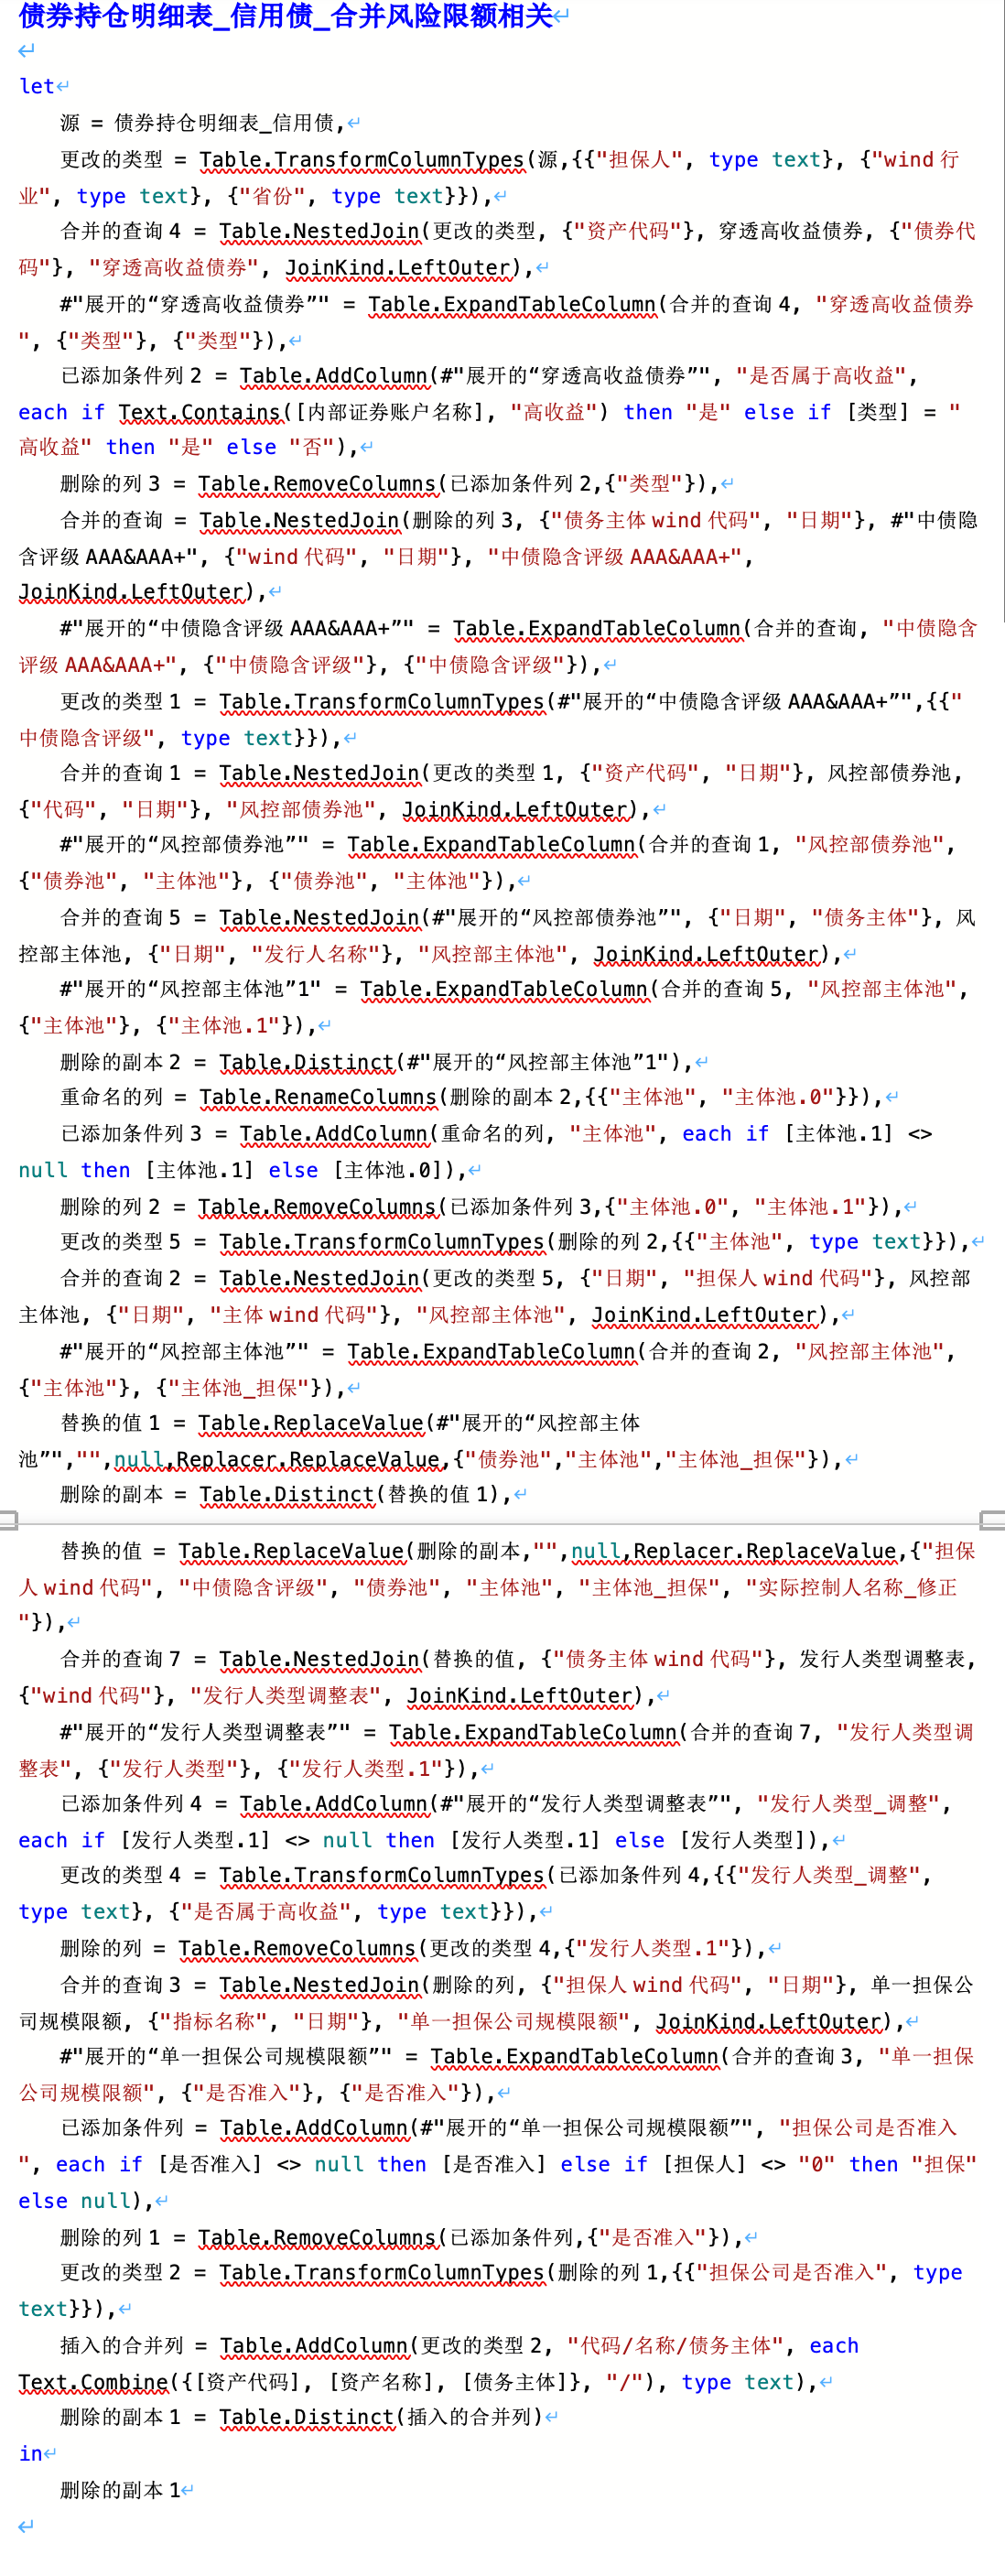 债券持仓明细表_信用债_合并风险限额相关↵
↵
let↵
源 = 债券持仓明细表_信用债,↵
更改的类型 = Table.TransformColumnTypes(源,{{"担保人", type text}, {"wind 行
业", type text}, {"省份", type text}}),↵
合并的查询 4 = Table.NestedJoin(更改的类型, {"资产代码"}, 穿透高收益债券, {"债券代
码"}, "穿透高收益债券", JoinKind.LeftOuter),↵
#"展开的“穿透高收益债券”" = Table.ExpandTableColumn(合并的查询 4, "穿透高收益债券
", {"类型"}, {"类型"}),↵
已添加条件列 2 = Table.AddColumn(#"展开的“穿透高收益债券”", "是否属于高收益",
each if Text.Contains([内部证券账户名称], "高收益") then "是" else if [类型] = "
高收益" then "是" else "否"),↵
删除的列 3 = Table.RemoveColumns(已添加条件列 2,{"类型"}),↵
合并的查询 = Table.NestedJoin(删除的列 3, {"债务主体 wind 代码", "日期"}, #"中债隐
含评级 AAA&AAA+", {"wind 代码", "日期"}, "中债隐含评级 AAA&AAA+",
JoinKind.LeftOuter),↵
#"展开的“中债隐含评级 AAA&AAA+”" = Table.ExpandTableColumn(合并的查询, "中债隐含
评级 AAA&AAA+", {"中债隐含评级"}, {"中债隐含评级"}),↵
更改的类型 1 = Table.TransformColumnTypes(#"展开的“中债隐含评级 AAA&AAA+”",{{"
中债隐含评级", type text}}),↵
合并的查询 1 = Table.NestedJoin(更改的类型 1, {"资产代码", "日期"}, 风控部债券池,
{"代码", "日期"}, "风控部债券池", JoinKind.LeftOuter),↵
#"展开的“风控部债券池”" = Table.ExpandTableColumn(合并的查询 1, "风控部债券池",
{"债券池", "主体池"}, {"债券池", "主体池"}),↵
合并的查询 5 = Table.NestedJoin(#"展开的“风控部债券池”", {"日期", "债务主体"}, 风
控部主体池, {"日期", "发行人名称"}, "风控部主体池", JoinKind.LeftOuter),↵
#"展开的“风控部主体池”1" = Table.ExpandTableColumn(合并的查询 5, "风控部主体池",
{"主体池"}, {"主体池.1"}),↵
删除的副本 2 = Table.Distinct(#"展开的“风控部主体池”1"),↵
重命名的列 = Table.RenameColumns(删除的副本 2,{{"主体池", "主体池.0"}}),↵
已添加条件列 3 = Table.AddColumn(重命名的列, "主体池", each if [主体池.1] <>
null then [主体池.1] else [主体池.0]),↵
删除的列 2 = Table.RemoveColumns(已添加条件列 3,{"主体池.0", "主体池.1"}),↵
更改的类型 5 = Table.TransformColumnTypes(删除的列 2,{{"主体池", type text}}),↵
合并的查询 2 = Table.NestedJoin(更改的类型 5, {"日期", "担保人 wind 代码"}, 风控部
主体池, {"日期", "主体 wind 代码"}, "风控部主体池", JoinKind.LeftOuter),↵
#"展开的“风控部主体池”" = Table.ExpandTableColumn(合并的查询 2, "风控部主体池",
{"主体池"}, {"主体池_担保"}),↵
替换的值 1 = Table.ReplaceValue(#"展开的“风控部主体
池”","",null,Replacer.ReplaceValue,{"债券池","主体池","主体池_担保"}),↵
删除的副本 = Table.Distinct(替换的值 1),↵
替换的值 = Table.ReplaceValue(删除的副本,"",null,Replacer.ReplaceValue,{"担保
人 wind 代码", "中债隐含评级", "债券池", "主体池", "主体池_担保", "实际控制人名称_修正
"}),↵
合并的查询 7 = Table.NestedJoin(替换的值, {"债务主体 wind 代码"}, 发行人类型调整表,
{"wind 代码"}, "发行人类型调整表", JoinKind.LeftOuter),↵
#"展开的“发行人类型调整表”" = Table.ExpandTableColumn(合并的查询 7, "发行人类型调
整表", {"发行人类型"}, {"发行人类型.1"}),↵
已添加条件列 4 = Table.AddColumn(#"展开的“发行人类型调整表”", "发行人类型_调整",
each if [发行人类型.1] <> null then [发行人类型.1] else [发行人类型]),↵
更改的类型 4 = Table.TransformColumnTypes(已添加条件列 4,{{"发行人类型_调整",
type text}, {"是否属于高收益", type text}}),↵
删除的列 = Table.RemoveColumns(更改的类型 4,{"发行人类型.1"}),↵
合并的查询 3 = Table.NestedJoin(删除的列, {"担保人 wind 代码", "日期"}, 单一担保公
司规模限额, {"指标名称", "日期"}, "单一担保公司规模限额", JoinKind.LeftOuter),↵
#"展开的“单一担保公司规模限额”" = Table.ExpandTableColumn(合并的查询 3, "单一担保
公司规模限额", {"是否准入"}, {"是否准入"}),↵
已添加条件列 = Table.AddColumn(#"展开的“单一担保公司规模限额”", "担保公司是否准入
", each if [是否准入] <> null then [是否准入] else if [担保人] <> "0" then "担保"
else null),↵
删除的列 1 = Table.RemoveColumns(已添加条件列,{"是否准入"}),↵
更改的类型 2 = Table.TransformColumnTypes(删除的列 1,{{"担保公司是否准入", type
text}}),↵
插入的合并列 = Table.AddColumn(更改的类型 2, "代码/名称/债务主体", each
Text.Combine({[资产代码], [资产名称], [债务主体]}, "/"), type text),↵
删除的副本 1 = Table.Distinct(插入的合并列)↵
in↵
删除的副本 1↵
↵